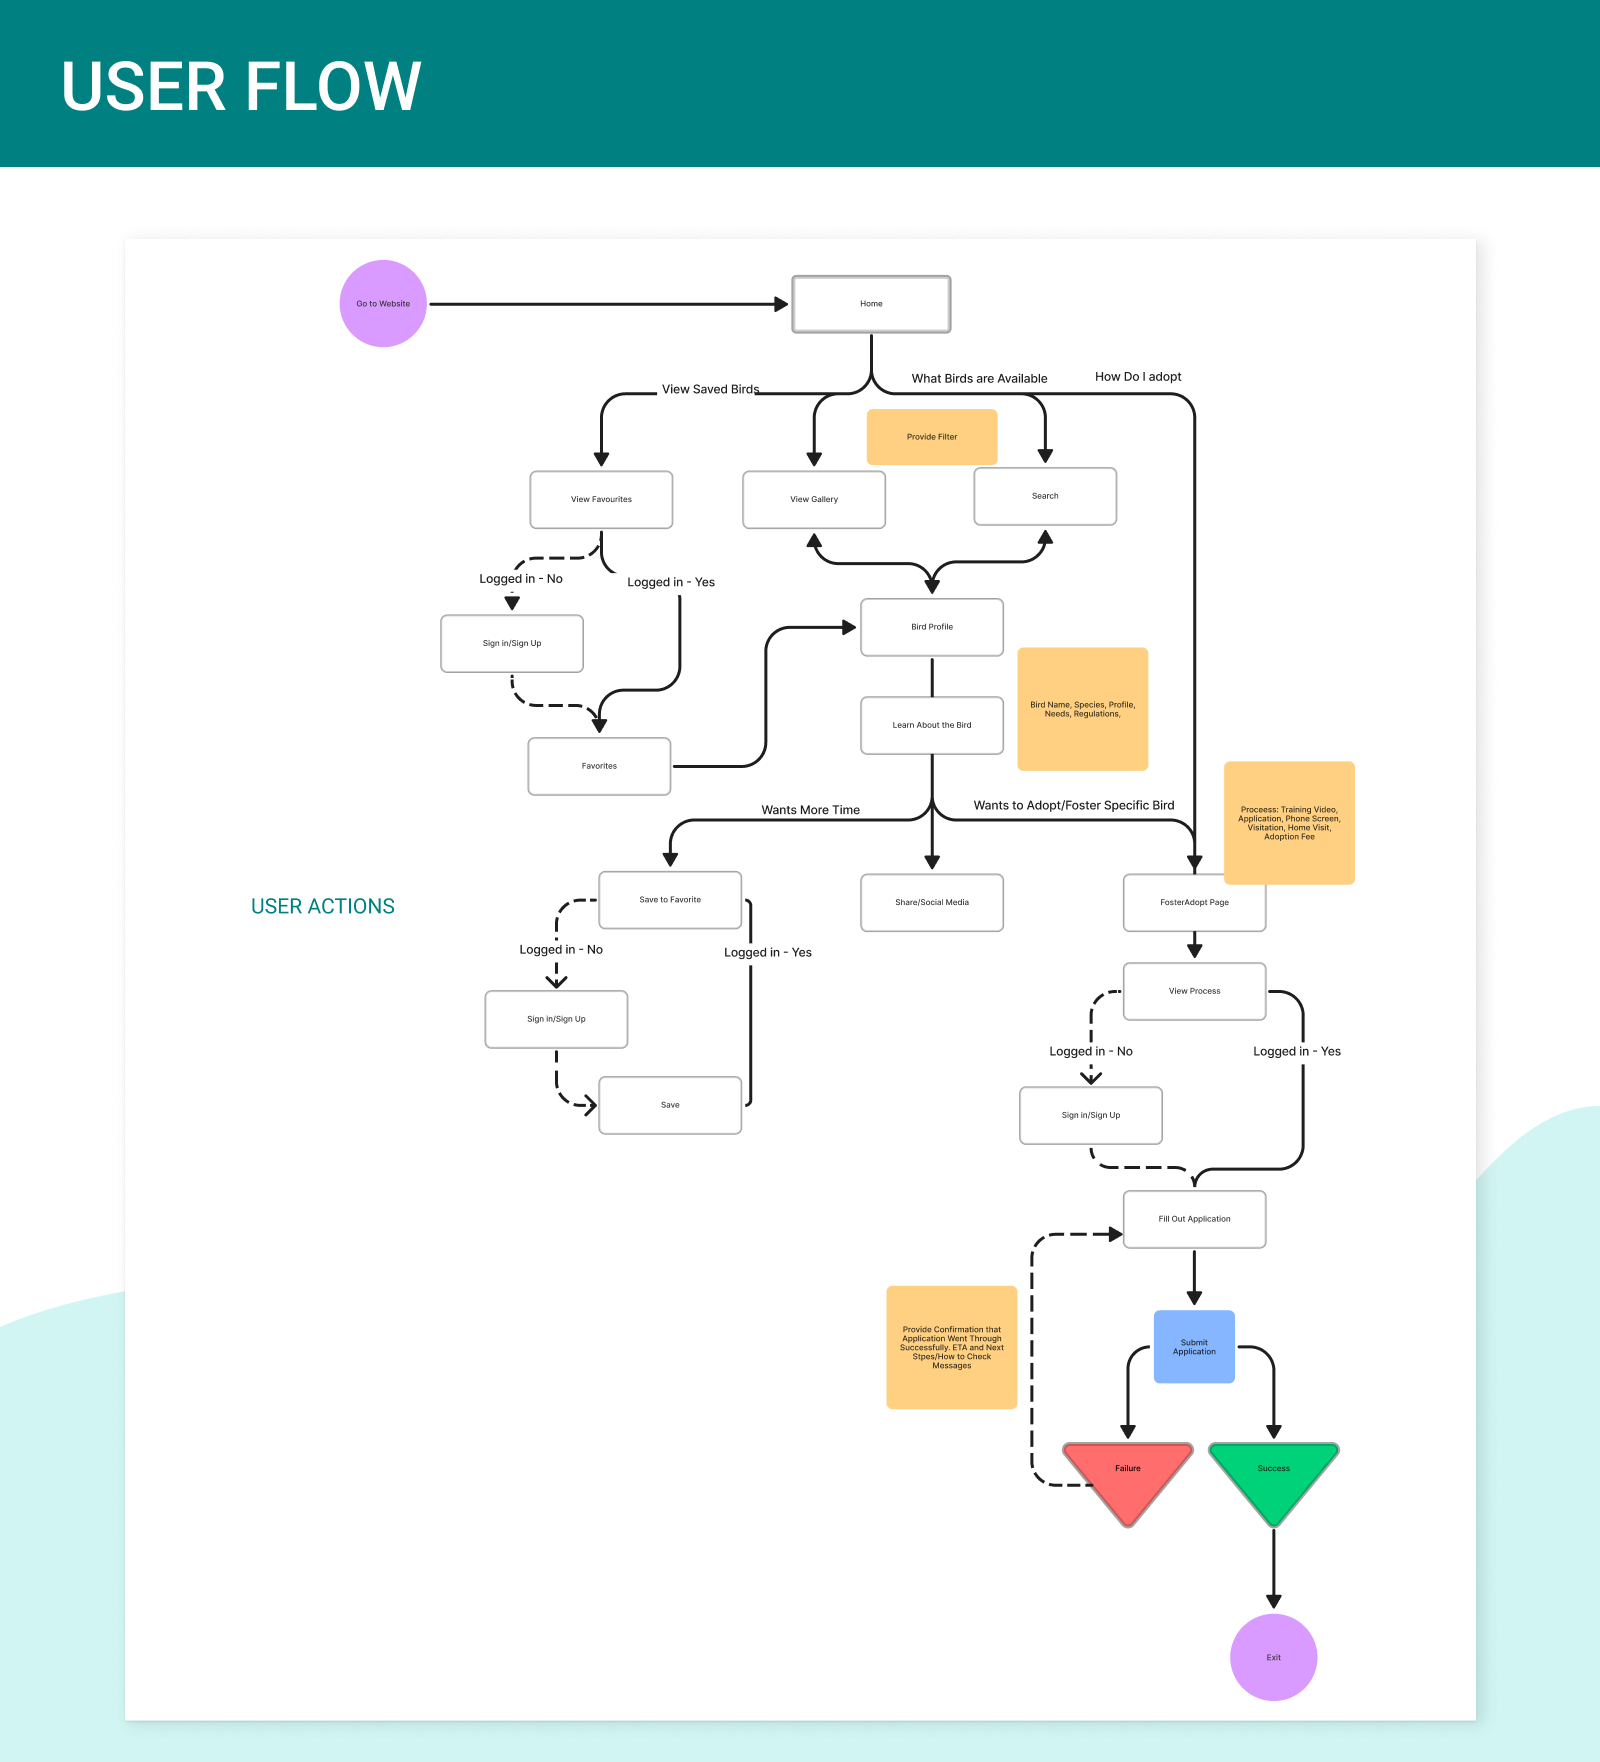 USER FLOW
Go to Website
Home
View Saved Birds
What Birds are Available
How Do I adopt
Provide Filter
View Favourites
View Gallery
Search
Logged in - No
Logged in - Yes
Sign in/Sign Up
Bird Profile
Bird Name, Species, Profile,
Needs, Regulations,
Learn About the Bird
Favorites
Wants More Time
Wants to Adopt/Foster Specific Bird
Proceess: Training Video,
Application, Phone Screen,
Visitation, Home Visit,
Adoption Fee
USER ACTIONS
Save to Favorite
Share/Social Media
FosterAdopt Page
Logged in - No
Logged in - Yes
View Process
Sign in/Sign Up
Logged in - No
Logged in - Yes
Save
Sign in/Sign Up
Fill Out Application
Provide Confirmation that
Application Went Through
Successfully. ETA and Next
Stpes/How to Check
Messages
Submit
Application
Failure
Success
Exit